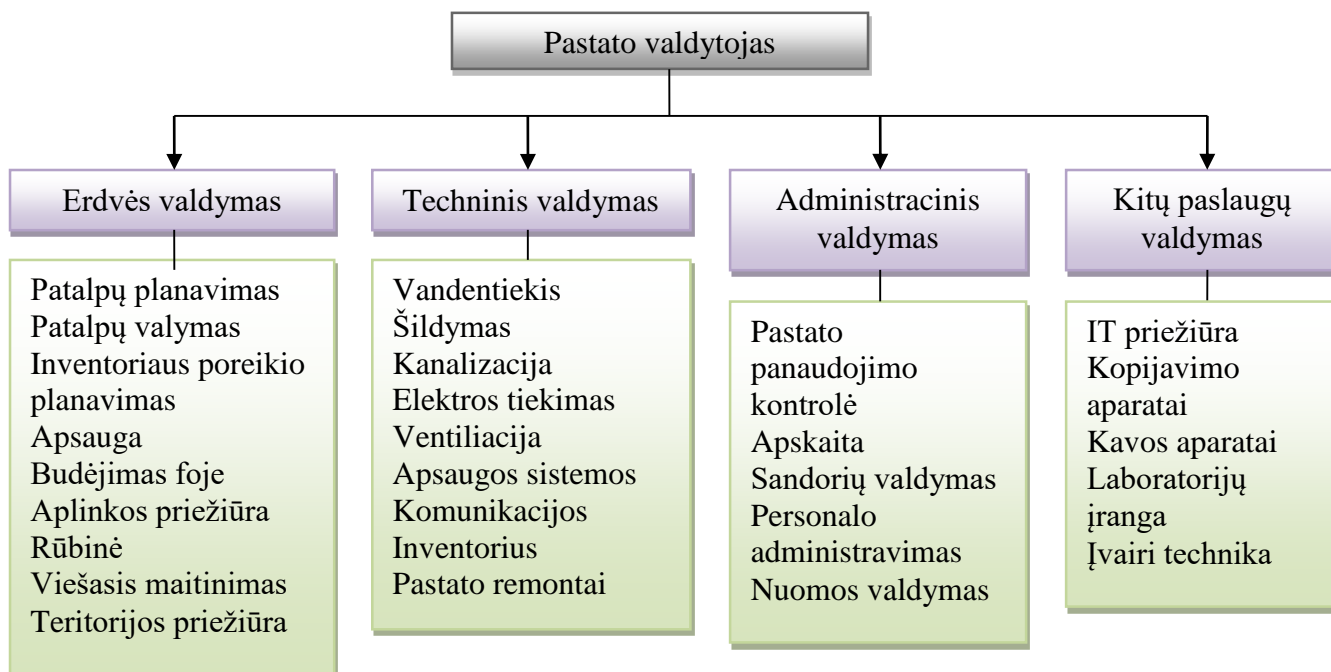 Pastato valdytojas
Erdvės valdymas
Patalpų planavimas
Patalpų valymas
Inventoriaus poreikio
planavimas
Apsauga
Budėjimas foje
Aplinkos priežiūra
Rūbinė
Viešasis maitinimas
Teritorijos priežiūra
Techninis valdymas
Vandentiekis
Šildymas
Kanalizacija
Elektros tiekimas
Ventiliacija
Apsaugos sistemos
Komunikacijos
Inventorius
Pastato remontai
Administracinis
valdymas
Pastato
panaudojimo
kontrolė
Apskaita
Sandorių valdymas
Personalo
administravimas
Nuomos valdymas
Kitų paslaugų
valdymas
IT priežiūra
Kopijavimo
aparatai
Kavos aparatai
Laboratorijų
įranga
Įvairi technika